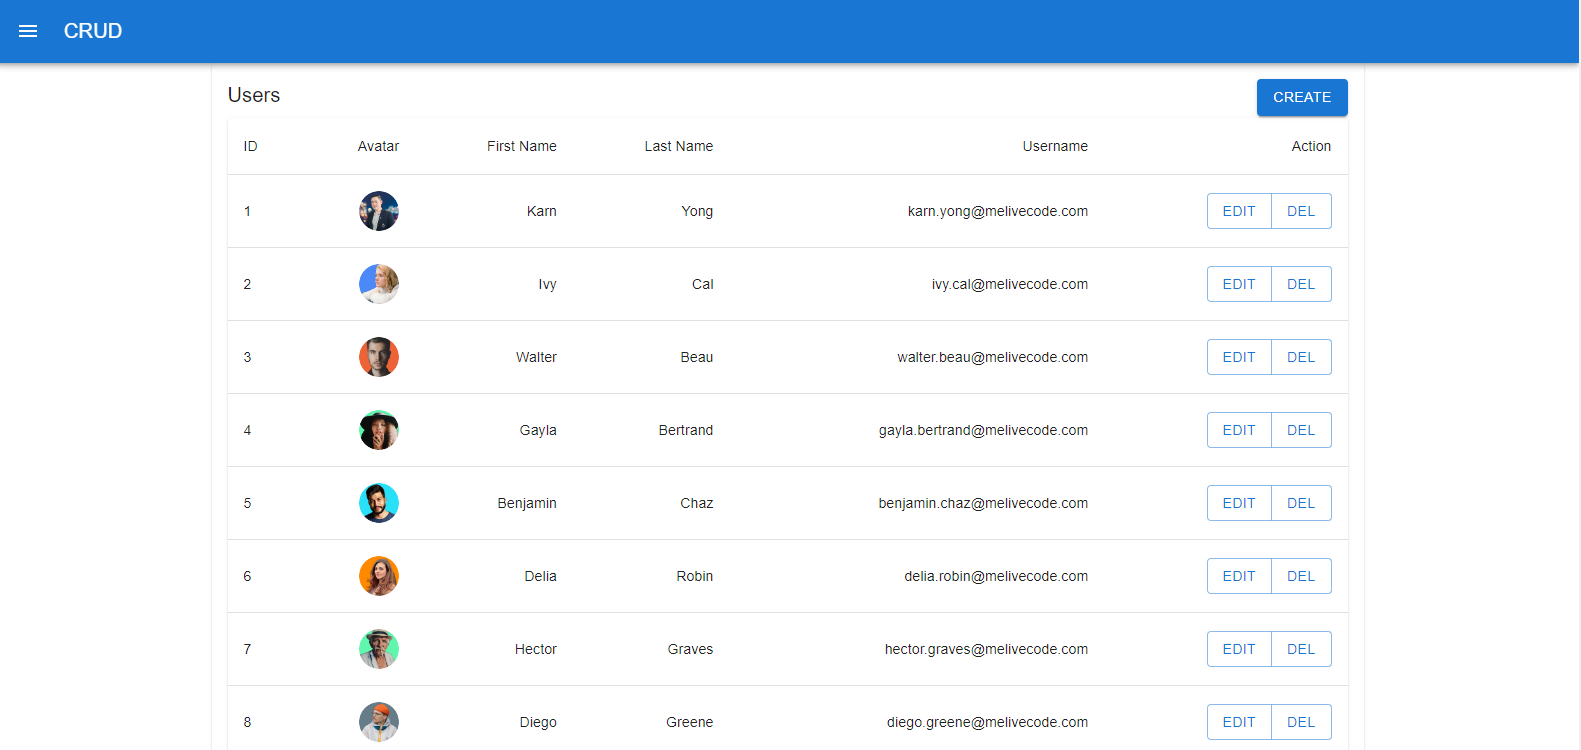 CRUD
Users
CREATE
ID Avatar First Name Last Name Username Action
1 Karn Yong karn.yong@melivecode.com EDIT DEL
2 Ivy Cal ivy.cal@melivecode.com EDIT DEL
3 Walter Beau walter.beau@melivecode.com EDIT DEL
4 Gayla Bertrand gayla.bertrand@melivecode.com EDIT DEL
5 Benjamin Chaz benjamin.chaz@melivecode.com EDIT DEL
6 Delia Robin delia.robin@melivecode.com EDIT DEL
7 Hector Graves hector.graves@melivecode.com EDIT DEL
8 Diego Greene diego.greene@melivecode.com EDIT DEL